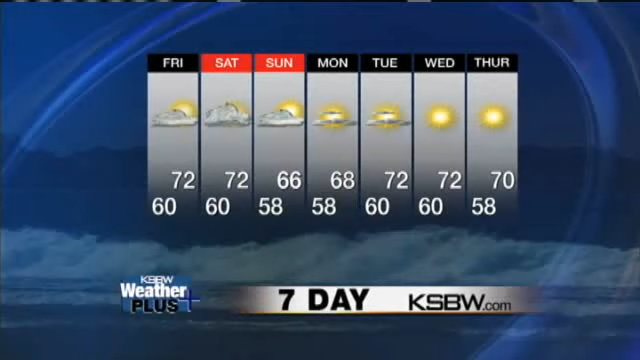 FRI SAT SUN MON TUE WED THUR
72 72 66 68 72 72 70
60 60 58 58 60 60 58
KSBW
Weather
PLUS+
7 DAY KSBW.com